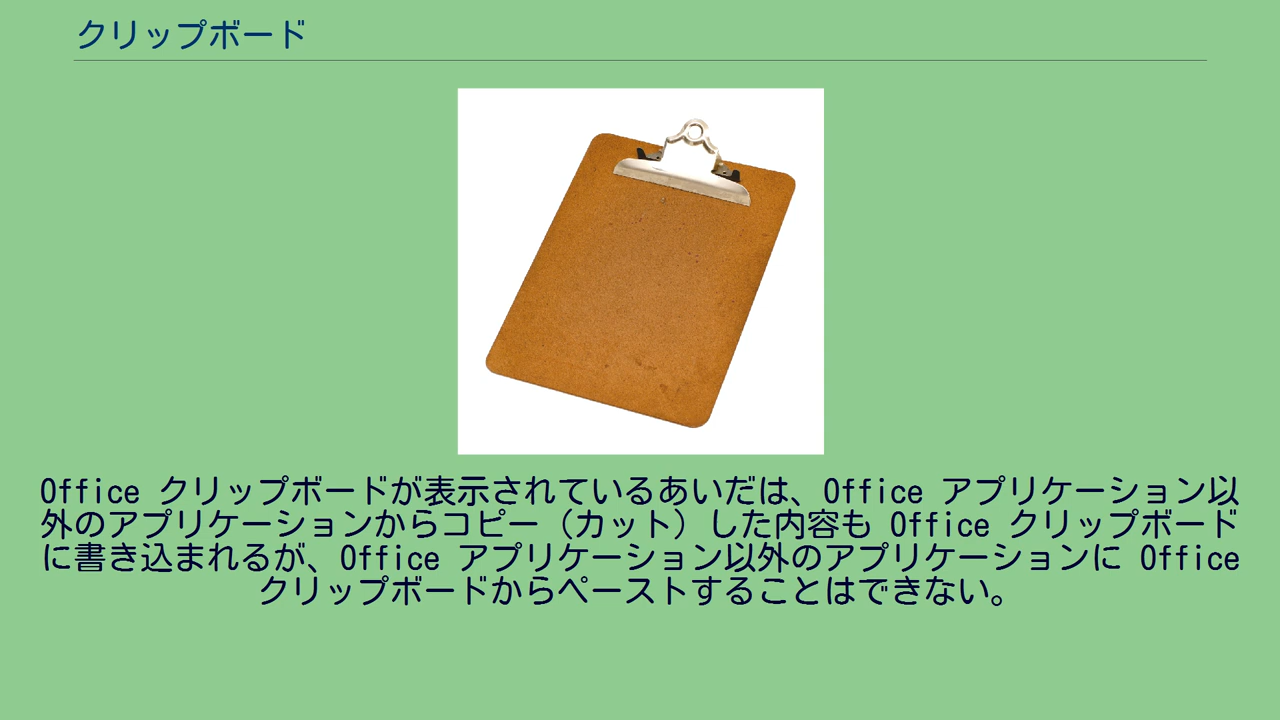 クリップボード
Office クリップボードが表示されているあいだは、Office アプリケーション以
外のアプリケーションからコピー（カット）した内容も Office クリップボード
に書き込まれるが、Office アプリケーション以外のアプリケーションに Office
クリップボードからペーストすることはできない。